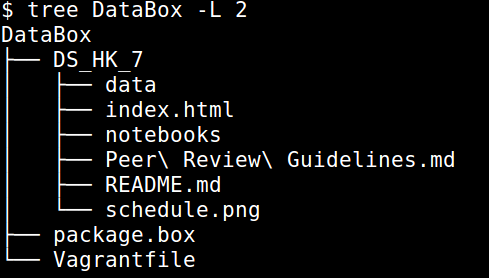 $ tree DataBox -L 2
DataBox
├── DS_HK_7
│   ├── data
│   ├── index.html
│   ├── notebooks
│   ├── Peer\ Review\ Guidelines.md
│   ├── README.md
│   └── schedule.png
├── package.box
└── Vagrantfile